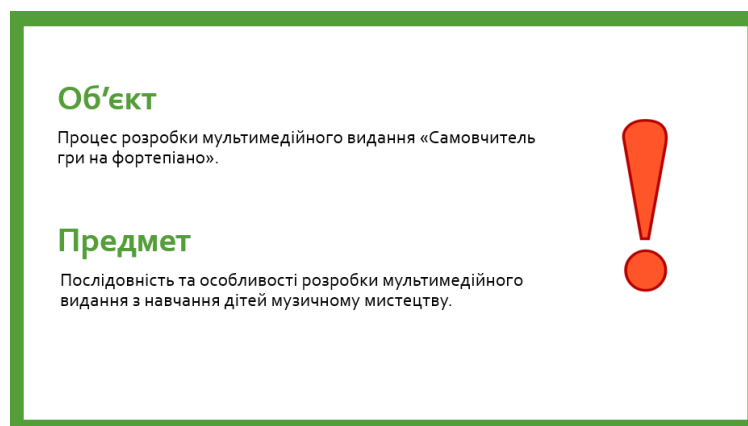 Об’єкт
Процес розробки мультимедійного видання «Самовчитель
гри на фортепіано».
Предмет
Послідовність та особливості розробки мультимедійного
видання з навчання дітей музичному мистецтву.